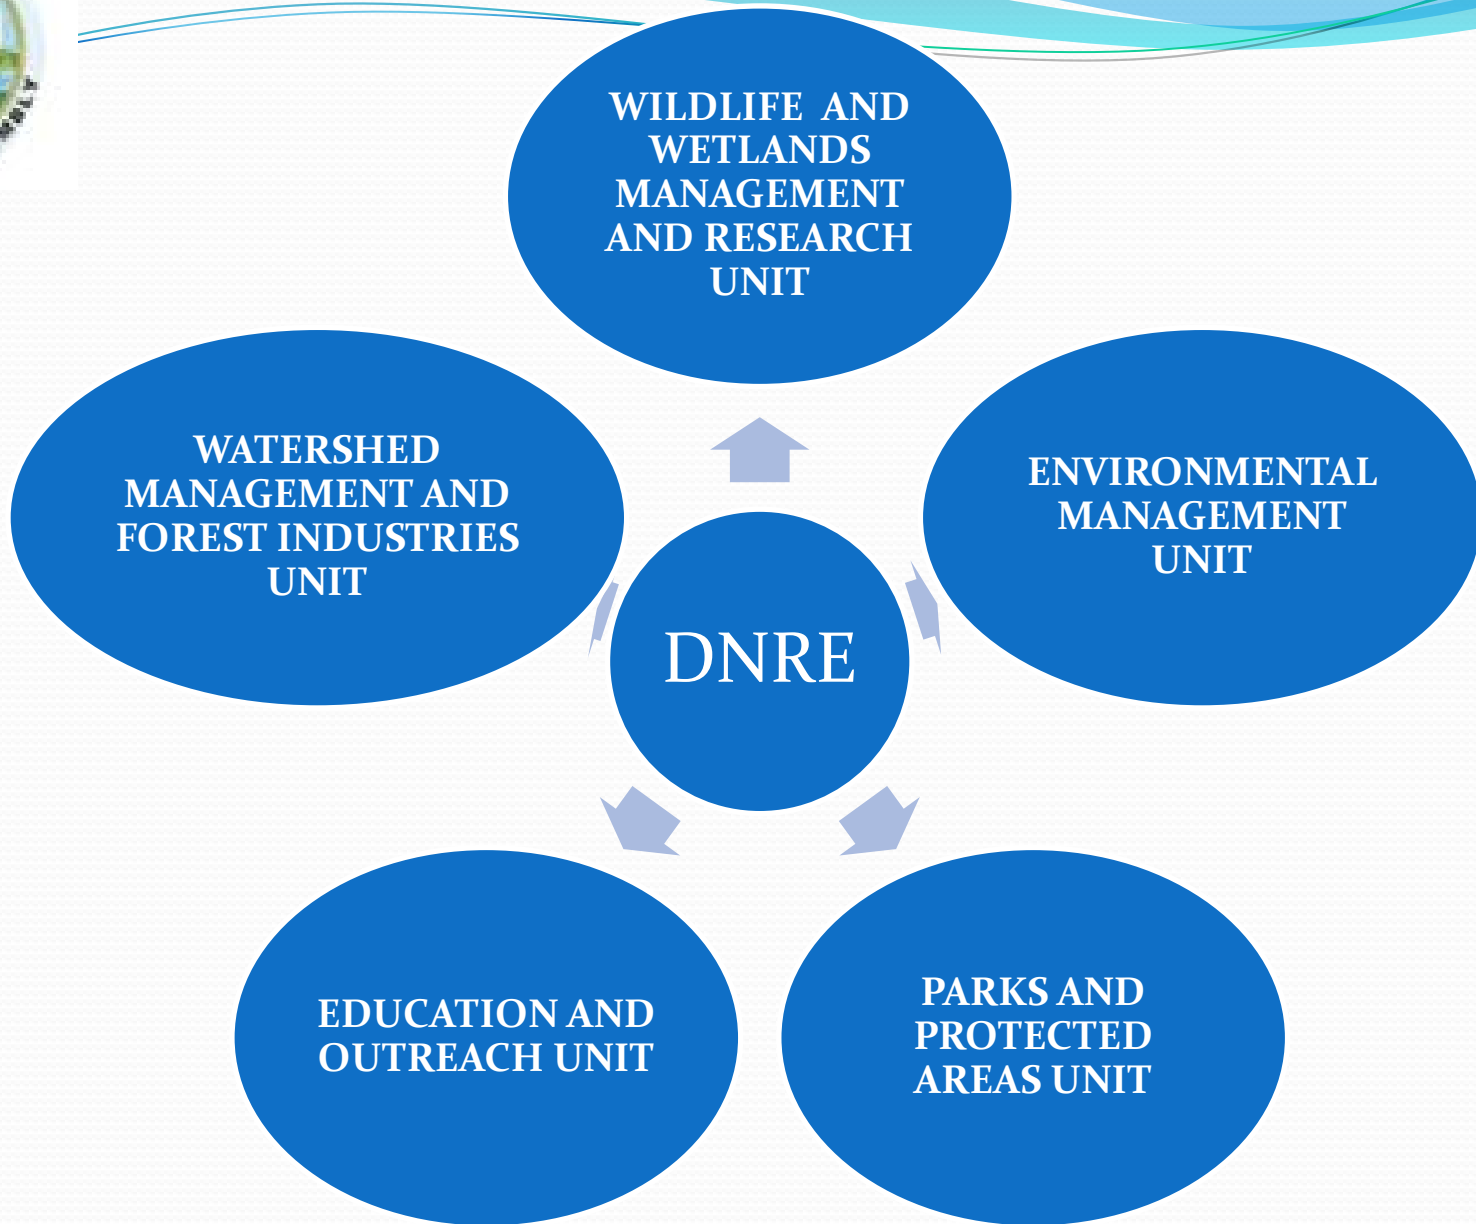 WILDLIFE  AND
WETLANDS
MANAGEMENT
AND RESEARCH
UNIT
WATERSHED
MANAGEMENT AND
FOREST INDUSTRIES
UNIT
ENVIRONMENTAL
MANAGEMENT
UNIT
DNRE
EDUCATION AND
OUTREACH UNIT
PARKS AND
PROTECTED
AREAS UNIT